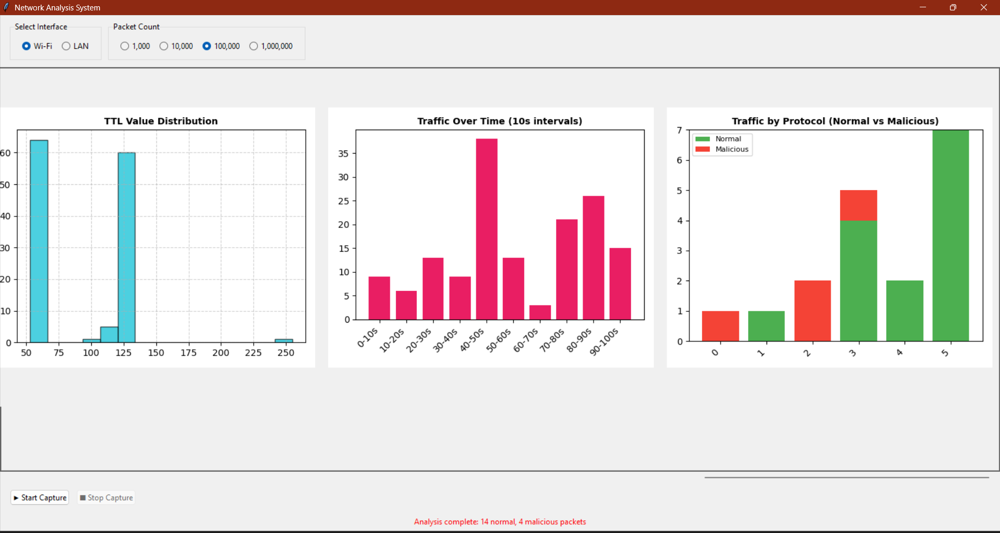 Network Analysis System
Select Interface
Packet Count
Wi-Fi
LAN
1,000
10,000
100,000
1,000,000
TTL Value Distribution
60
50
40
30
20
10
0
50 75 100 125 150 175 200 225 250
Traffic Over Time (10s intervals)
35
30
25
20
15
10
5
0
0-10s 10-20s 20-30s 30-40s 40-50s 50-60s 60-70s 70-80s 80-90s 90-100s
Traffic by Protocol (Normal vs Malicious)
Normal
Malicious
7
6
5
4
3
2
1
0
0 1 2 3 4 5
Start Capture
Stop Capture
Analysis complete: 14 normal, 4 malicious packets